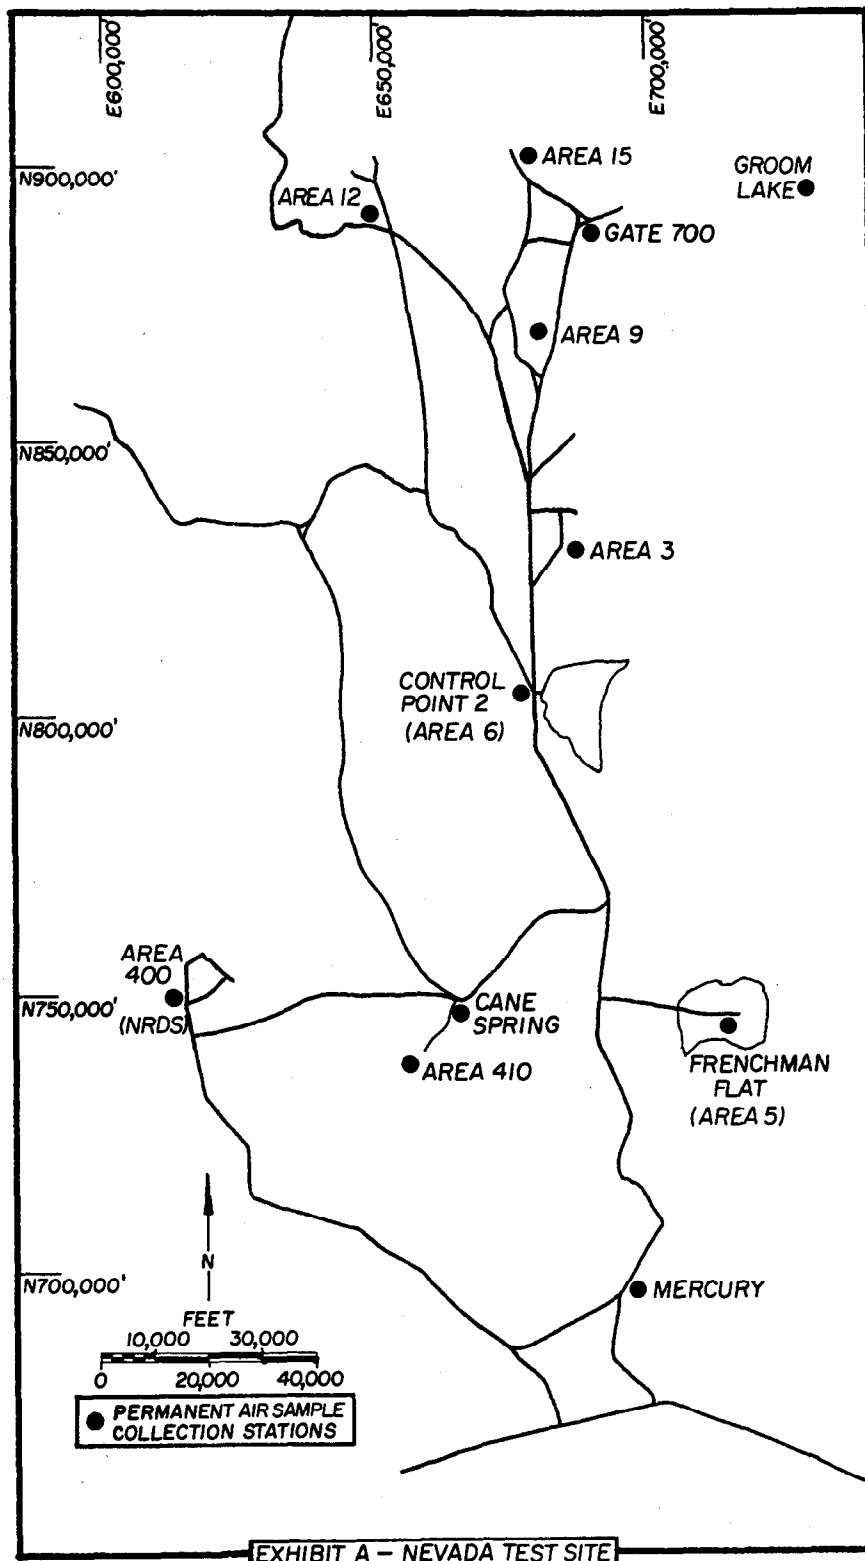 E600,000'
E650,000'
E700,000'
N900,000'
AREA 15
GROOM
LAKE
AREA 12
GATE 700
AREA 9
N850,000'
AREA 3
CONTROL
POINT 2
(AREA 6)
N800,000'
AREA
400
(NRDS)
N750,000'
CANE
SPRING
AREA 410
FRENCHMAN
FLAT
(AREA 5)
N
N700,000'
MERCURY
FEET
10,000 30,000
0 20,000 40,000
PERMANENT AIR SAMPLE
COLLECTION STATIONS
EXHIBIT A - NEVADA TEST SITE